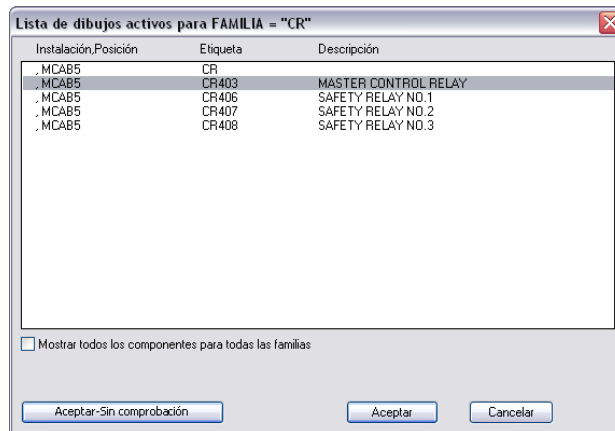 Lista de dibujos activos para FAMILIA = "CR"
Instalación,Posición Etiqueta Descripción
, MCAB5 CR
, MCAB5 CR403 MASTER CONTROL RELAY
, MCAB5 CR406 SAFETY RELAY NO.1
, MCAB5 CR407 SAFETY RELAY NO.2
, MCAB5 CR408 SAFETY RELAY NO.3
Mostrar todos los componentes para todas las familias
Aceptar-Sin comprobación Aceptar Cancelar